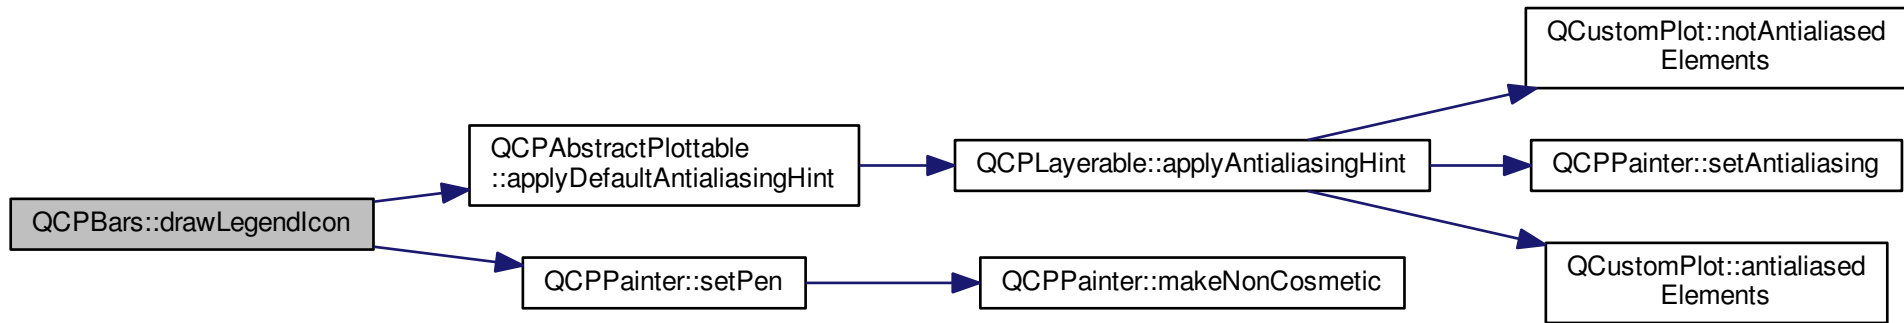 QCPBars::drawLegendIcon
QCPAbstractPlottable
::applyDefaultAntialiasingHint
QCPPainter::setPen
QCPLayerable::applyAntialiasingHint
QCPPainter::makeNonCosmetic
QCustomPlot::notAntialiased
Elements
QCPPainter::setAntialiasing
QCustomPlot::antialiased
Elements